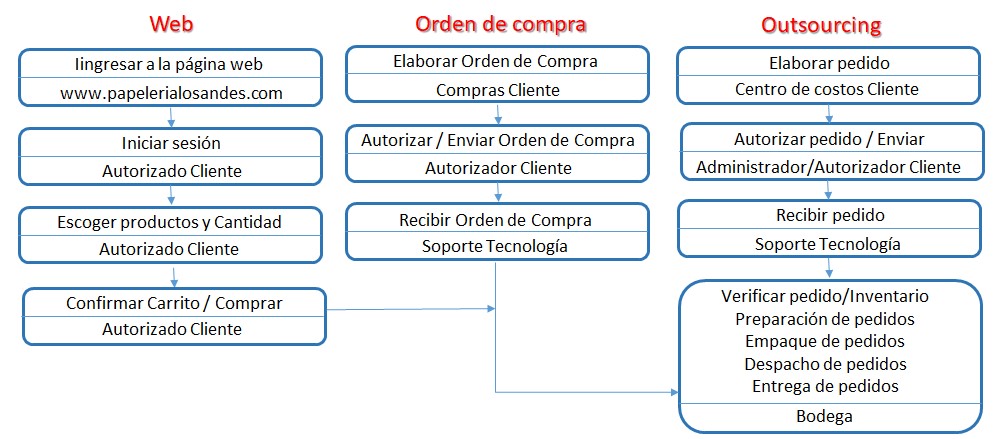 Web
Iingresar a la página web
www.papelerialosandes.com
Iniciar sesión
Autorizado Cliente
Escoger productos y Cantidad
Autorizado Cliente
Confirmar Carrito / Comprar
Autorizado Cliente
Orden de compra
Elaborar Orden de Compra
Compras Cliente
Autorizar / Enviar Orden de Compra
Autorizador Cliente
Recibir Orden de Compra
Soporte Tecnología
Outsourcing
Elaborar pedido
Centro de costos Cliente
Autorizar pedido / Enviar
Administrador/Autorizador Cliente
Recibir pedido
Soporte Tecnología
Verificar pedido/Inventario
Preparación de pedidos
Empaque de pedidos
Despacho de pedidos
Entrega de pedidos
Bodega